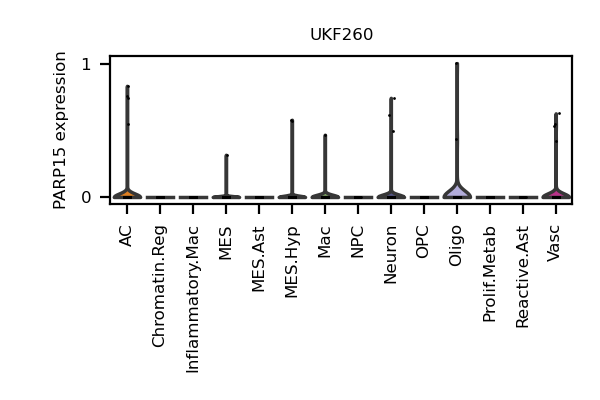 UKF260
PARP15 expression
1
0
AC
Chromatin.Reg
Inflammatory.Mac
MES
MES.Ast
MES.Hyp
Mac
NPC
Neuron
OPC
Oligo
Prolif.Metab
Reactive.Ast
Vasc